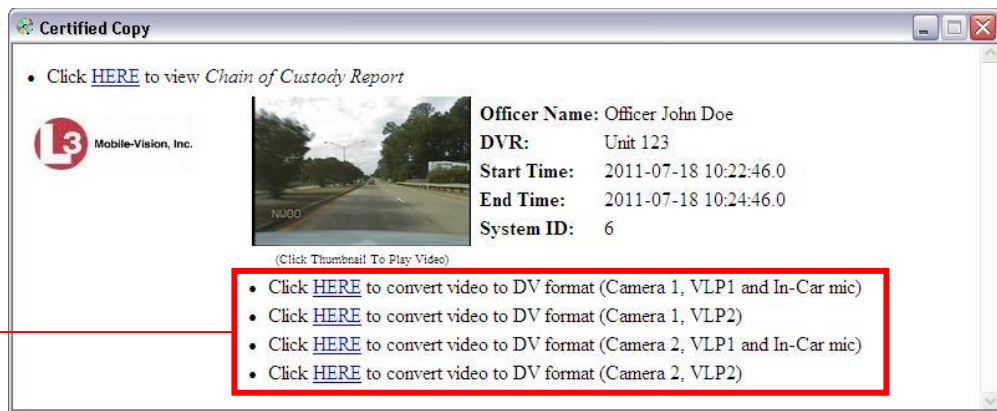 Certified Copy
• Click HERE to view Chain of Custody Report
L3 Mobile-Vision, Inc.
NIJOO
(Click Thumbnail To Play Video)
Officer Name: Officer John Doe
DVR: Unit 123
Start Time: 2011-07-18 10:22:46.0
End Time: 2011-07-18 10:24:46.0
System ID: 6
• Click HERE to convert video to DV format (Camera 1, VLP1 and In-Car mic)
• Click HERE to convert video to DV format (Camera 1, VLP2)
• Click HERE to convert video to DV format (Camera 2, VLP1 and In-Car mic)
• Click HERE to convert video to DV format (Camera 2, VLP2)